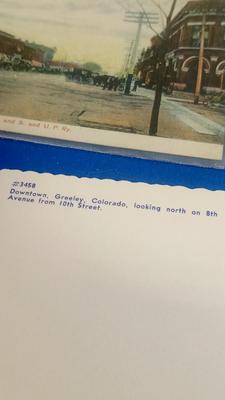 and S. and U. P. Ry.
#3458
Downtown, Greeley, Colorado, looking north on 8th
Avenue from 10th Street.